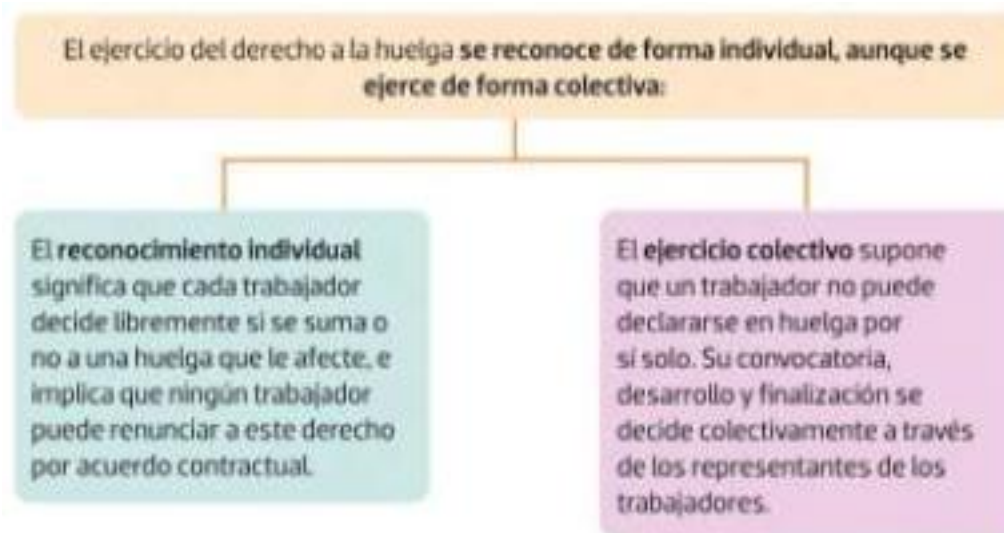 El ejercicio del derecho a la huelga se reconoce de forma individual, aunque se
ejerce de forma colectiva:
El reconocimiento individual
significa que cada trabajador
decide libremente si se suma o
no a una huelga que le afecte, e
implica que ningún trabajador
puede renunciar a este derecho
por acuerdo contractual.
El ejercicio colectivo supone
que un trabajador no puede
declararse en huelga por
sí solo. Su convocatoria,
desarrollo y finalización se
decide colectivamente a través
de los representantes de los
trabajadores.